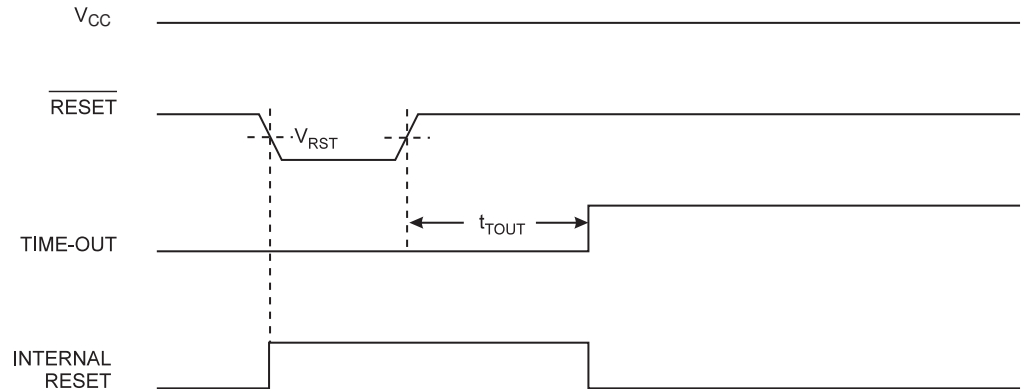 VCC
RESET
VRST
tTOUT
TIME-OUT
INTERNAL
RESET